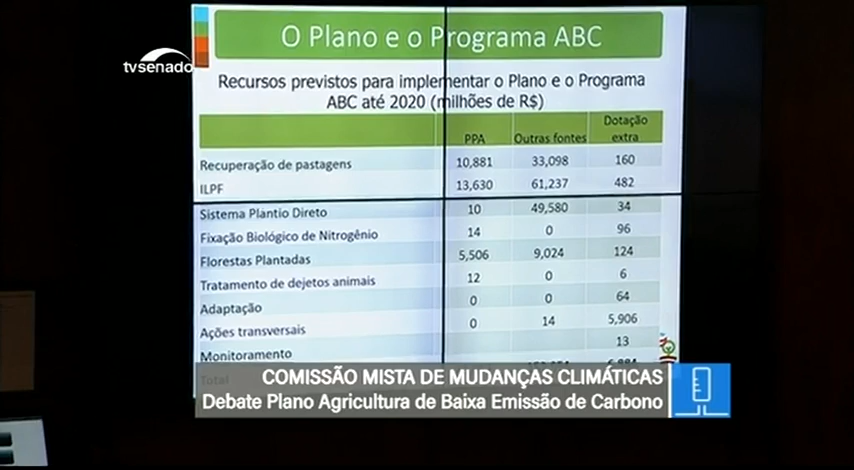 tvsenado
O Plano e o Programa ABC
Recursos previstos para implementar o Plano e o Programa
ABC até 2020 (milhões de R$)
PPA Outras fontes Dotação extra
Recuperação de pastagens 10,881 33,098 160
ILPF 13,630 61,237 482
Sistema Plantio Direto 10 49,580 34
Fixação Biológico de Nitrogênio 14 0 96
Florestas Plantadas 5,506 9,024 124
Tratamento de dejetos animais 12 0 6
Adaptação 0 0 64
Ações transversais 0 14 5,906
Monitoramento 13
Total
COMISSÃO MISTA DE MUDANÇAS CLIMÁTICAS
Debate Plano Agricultura de Baixa Emissão de Carbono